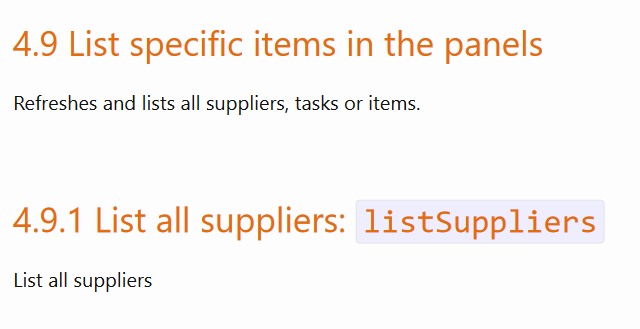 4.9 List specific items in the panels
Refreshes and lists all suppliers, tasks or items.
4.9.1 List all suppliers: listSuppliers
List all suppliers